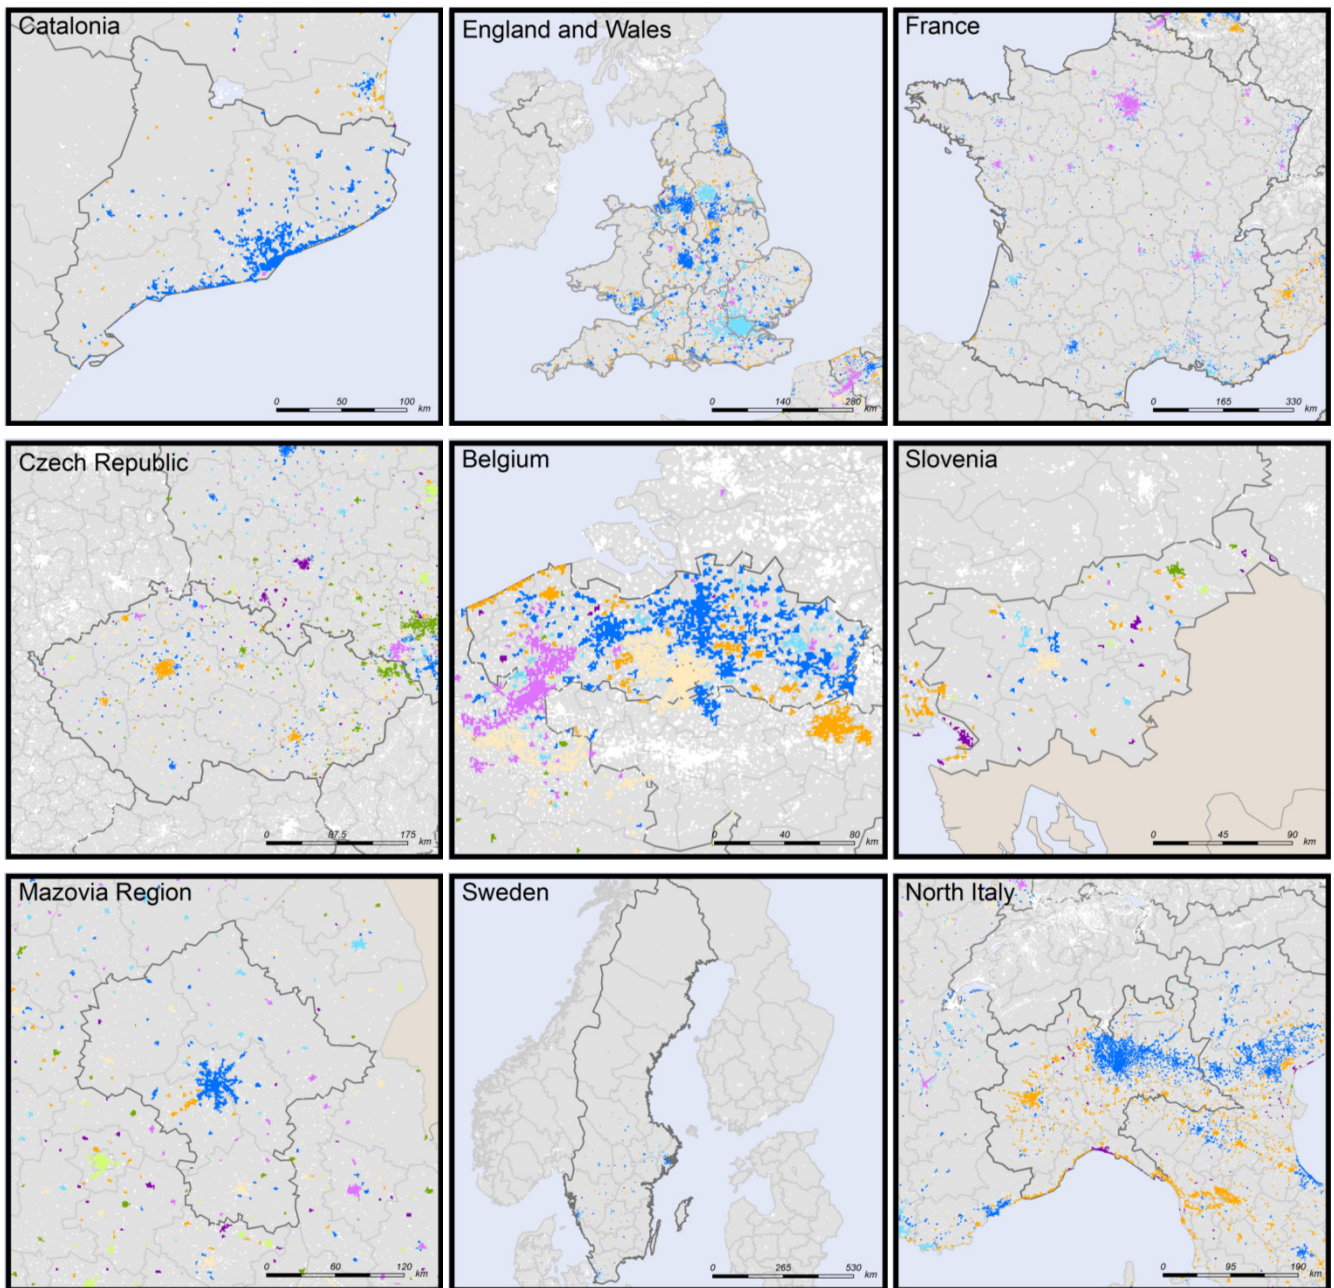 Catalonia
0 50 100
km
England and Wales
0 140 280
km
France
0 165 330
km
Czech Republic
0 87.5 175
km
Belgium
0 40 80
km
Slovenia
0 45 90
km
Mazovia Region
0 60 120
km
Sweden
0 265 530
km
North Italy
0 95 190
km